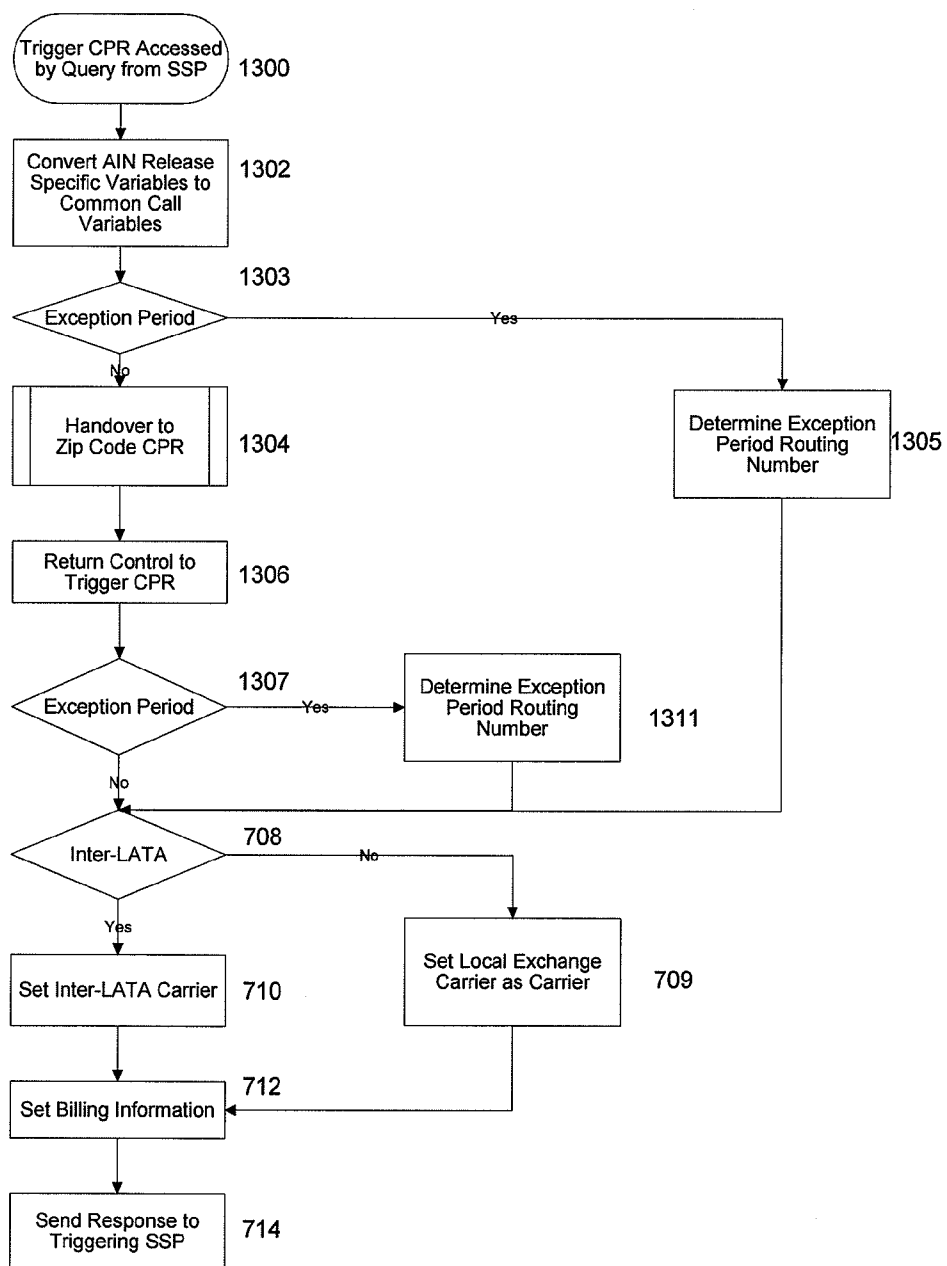 Trigger CPR Accessed
by Query from SSP
1300
Convert AIN Release
Specific Variables to
Common Call
Variables
1302
1303
Exception Period
Yes
No
Handover to
Zip Code CPR
1304
Determine Exception
Period Routing
Number
1305
Return Control to
Trigger CPR
1306
1307
Exception Period
Yes
Determine Exception
Period Routing
Number
1311
No
708
Inter-LATA
No
Yes
Set Local Exchange
Carrier as Carrier
709
Set Inter-LATA Carrier
710
712
Set Billing Information
Send Response to
Triggering SSP
714